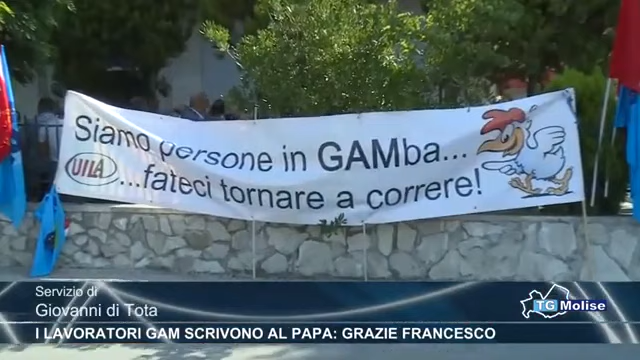 Siamo persone in GAMba...
UILA
...fateci tornare a correre!
Servizio di
Giovanni di Tota
TG Molise
I LAVORATORI GAM SCRIVONO AL PAPA: GRAZIE FRANCESCO